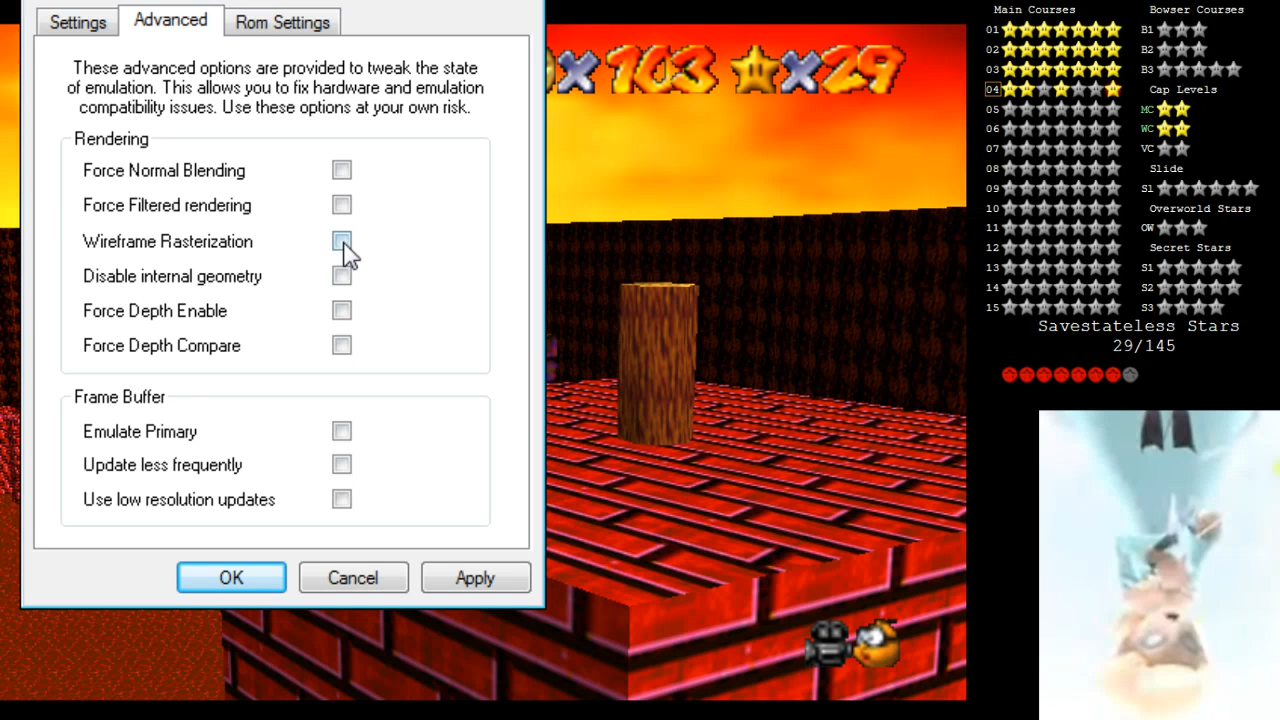 Settings
Advanced
Rom Settings
These advanced options are provided to tweak the state
of emulation. This allows you to fix hardware and emulation
compatibility issues. Use these options at your own risk.
Rendering
Force Normal Blending
Force Filtered rendering
Wireframe Rasterization
Disable internal geometry
Force Depth Enable
Force Depth Compare
Frame Buffer
Emulate Primary
Update less frequently
Use low resolution updates
OK
Cancel
Apply
x103
x29
Main Courses
01
02
03
04
05
06
07
08
09
10
11
12
13
14
15
Bowser Courses
B1
B2
B3
Cap Levels
MC
WC
VC
Slide
Sl
Overworld Stars
OW
Secret Stars
S1
S2
S3
Savestateless Stars
29/145